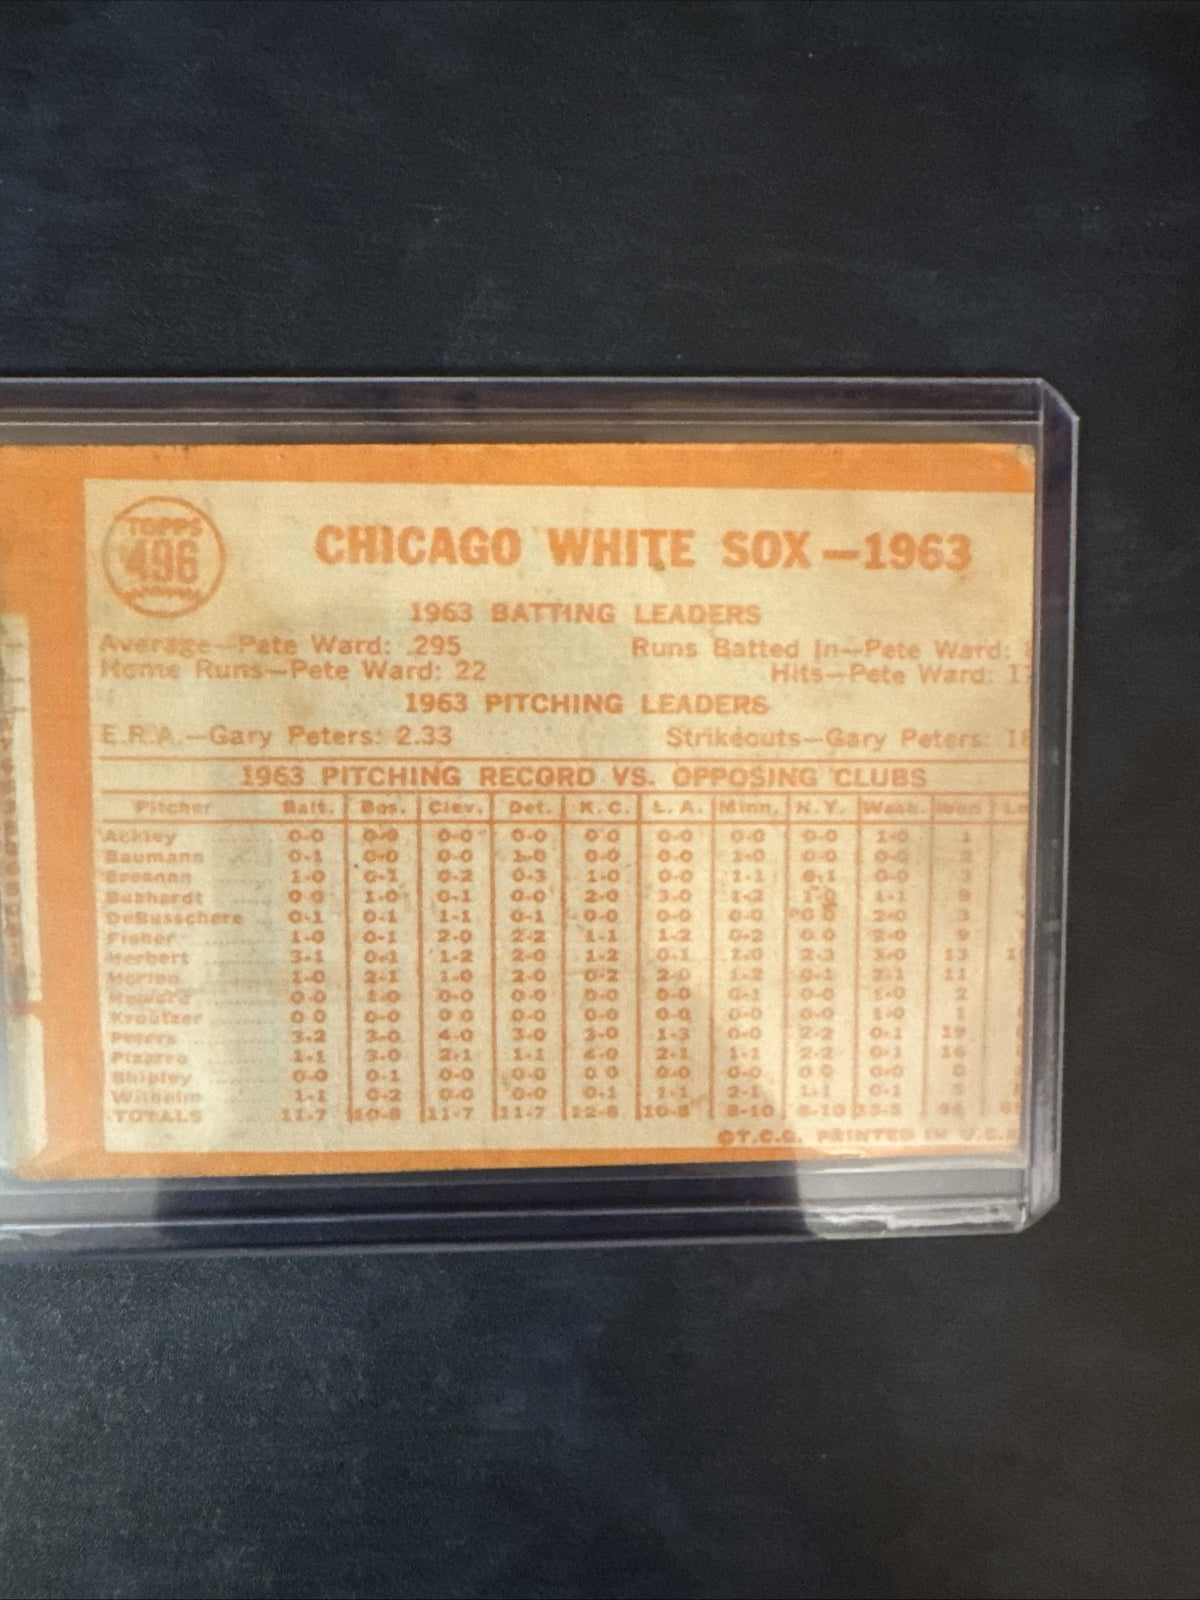 TOPPS
496
CHICAGO WHITE SOX—1963
1963 BATTING LEADERS
Average—Pete Ward: .295 Runs Batted In—Pete Ward:
Home Runs—Pete Ward: 22 Hits—Pete Ward: 1
1963 PITCHING LEADERS
E.R.A.—Gary Peters: 2.33 Strikeouts—Gary Peters: 1
1963 PITCHING RECORD VS. OPPOSING CLUBS
Pitcher Balt. Bos. Clev. Det. K.C. L.A. Minn. N.Y. Wash. Won Lo
Ackley 0-0 0-0 0-0 0-0 0-0 0-0 0-0 0-0 1-0 1
Baumann 0-1 0-0 0-0 1-0 0-0 0-0 1-0 0-0 0-0 2
Brosnan 1-0 0-1 0-2 0-3 1-0 0-0 1-1 0-1 0-0 3
Buzhardt 0-0 1-0 0-1 0-0 2-0 3-0 1-2 1-1 9
DeBusschere 0-1 0-1 1-1 0-1 0-0 0-0 0-0 0-0 2-0 3
Fisher 1-0 0-1 2-0 2-2 1-1 1-2 0-2 0-0 2-0 9
Herbert 3-1 0-1 1-2 2-0 1-2 0-1 1-0 2-3 3-0 13 1
Horlen 1-0 2-1 1-0 2-0 0-2 2-0 1-2 0-1 2-1 11
Howard 0-0 1-0 0-0 0-0 0-0 0-0 0-1 0-0 1-0 2
Kreutzer 0-0 0-0 0-0 0-0 0-0 0-0 0-0 0-0 1-0 1
Peters 3-2 3-0 4-0 3-0 3-0 1-3 0-0 2-2 0-1 19
Pizarro 1-1 3-0 2-1 1-1 4-0 2-1 1-1 2-2 0-1 16
Shipley 0-0 0-1 0-0 0-0 0-0 0-0 0-0 0-0 0-0 0
Wilhelm 1-1 0-2 0-0 0-0 0-1 1-1 2-1 1-1 0-1 5
TOTALS 11-7 10-8 11-7 11-7 12-6 10-8 8-10 8-10 13-5 94
©T.C.G. PRINTED IN U.S.